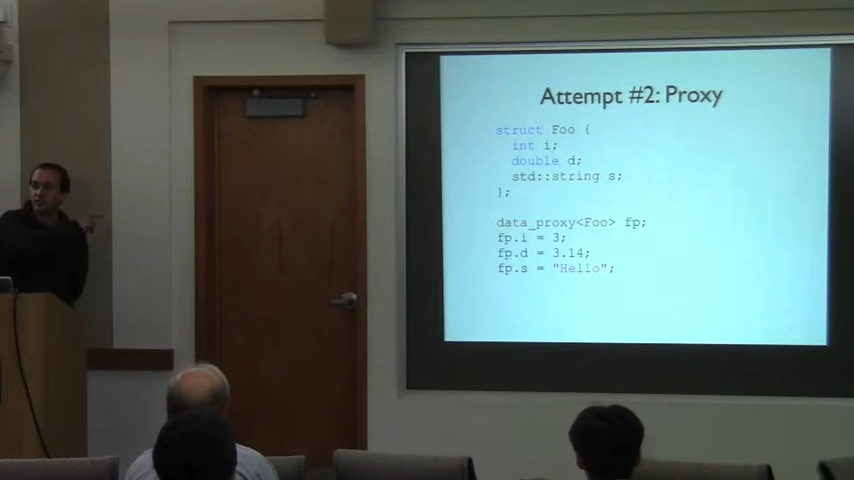 Attempt #2: Proxy
struct Foo {
int i;
double d;
std::string s;
};
data_proxy<Foo> fp;
fp.i = 3;
fp.d = 3.14;
fp.s = "Hello";